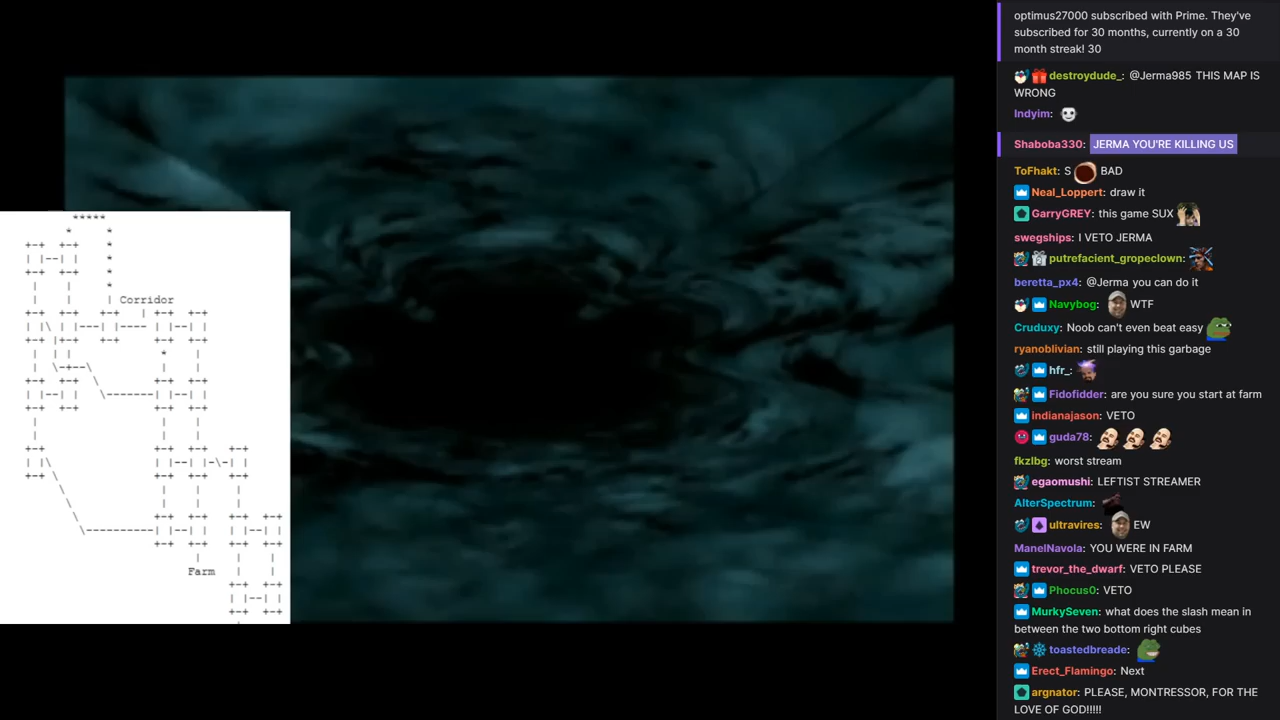 optimus27000 subscribed with Prime. They've
subscribed for 30 months, currently on a 30
month streak! 30
destroydude_: @Jerma985 THIS MAP IS
WRONG
Indyim:
Shaboba330: JERMA YOU'RE KILLING US
ToFhakt: S BAD
Neal_Loppert: draw it
GarryGREY: this game SUX
swegships: I VETO JERMA
putrefacient_gropeclown:
beretta_px4: @Jerma you can do it
Navybog: WTF
Cruduxy: Noob can't even beat easy
ryanoblivian: still playing this garbage
hfr_:
Fidofidder: are you sure you start at farm
indianajason: VETO
guda78:
fkzlbg: worst stream
egaomushi: LEFTIST STREAMER
AlterSpectrum:
ultravires: EW
ManelNavola: YOU WERE IN FARM
trevor_the_dwarf: VETO PLEASE
Phocus0: VETO
MurkySeven: what does the slash mean in
between the two bottom right cubes
toastedbreade:
Erect_Flamingo: Next
argnator: PLEASE, MONTRESSOR, FOR THE
LOVE OF GOD!!!!!
Corridor
Farm